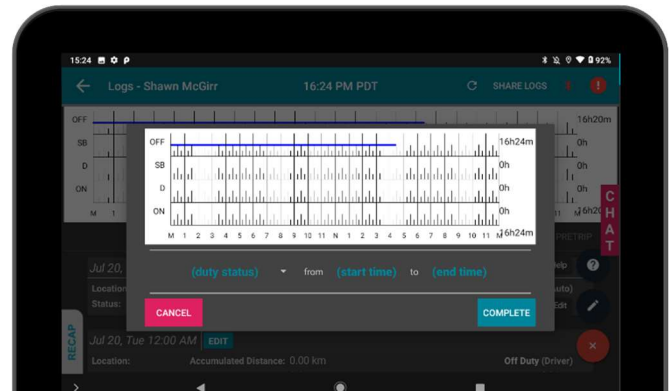 15:24 92%
Logs - Shawn McGirr 16:24 PM PDT SHARE LOGS
OFF 16h20m
SB 0h
D 0h
ON 16h20
M 1 11 M
OFF 16h24m
SB 0h
D 0h
ON 0h
M 1 2 3 4 5 6 7 8 9 10 11 N 1 2 3 4 5 6 7 8 9 10 11 M 16h24m
CHAT
PRETRIP
(duty status) from (start time) to (end time)
Jul 20,
Location
Status: Edit
CANCEL COMPLETE
RECAP
Jul 20, Tue 12:00 AM EDIT
Location: Accumulated Distance: 0.00 km Off Duty (Driver)